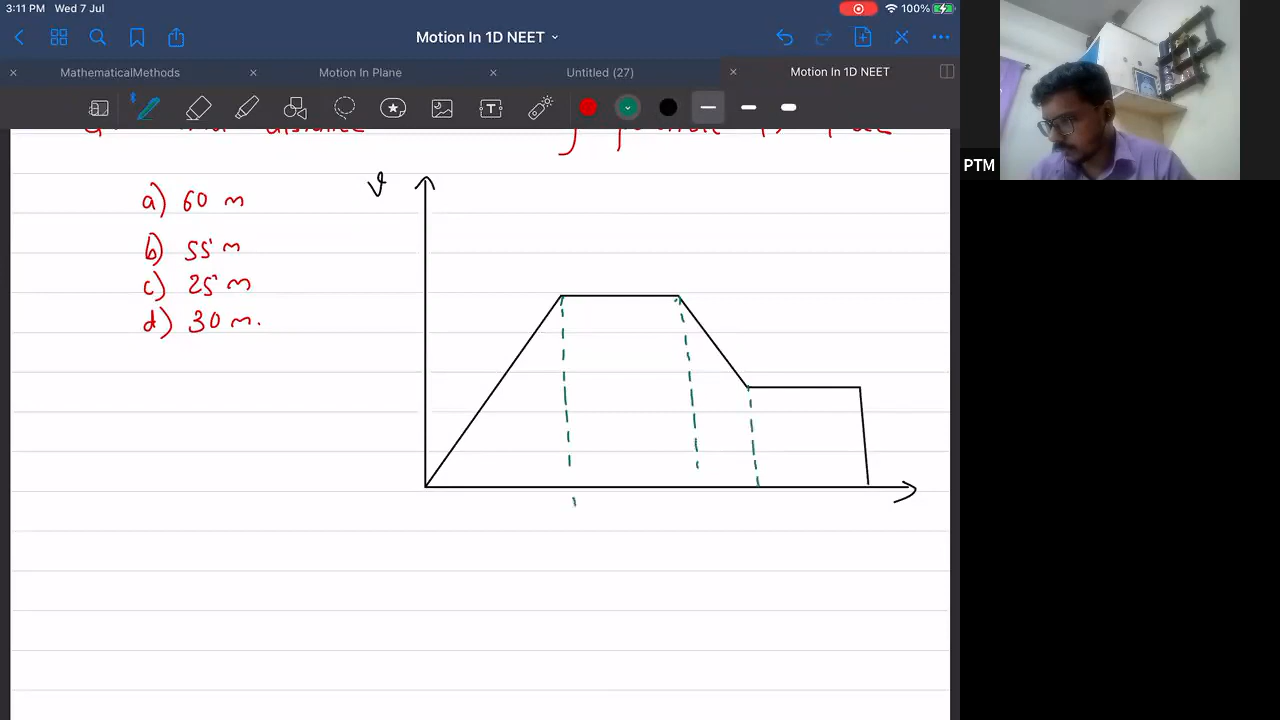 3:11 PM Wed 7 Jul
100%
Motion In 1D NEET
MathematicalMethods
Motion In Plane
Untitled (27)
Motion In 1D NEET
T
PTM
distance
a) 60 m
v
b) 55 m
c) 25 m
d) 30 m.